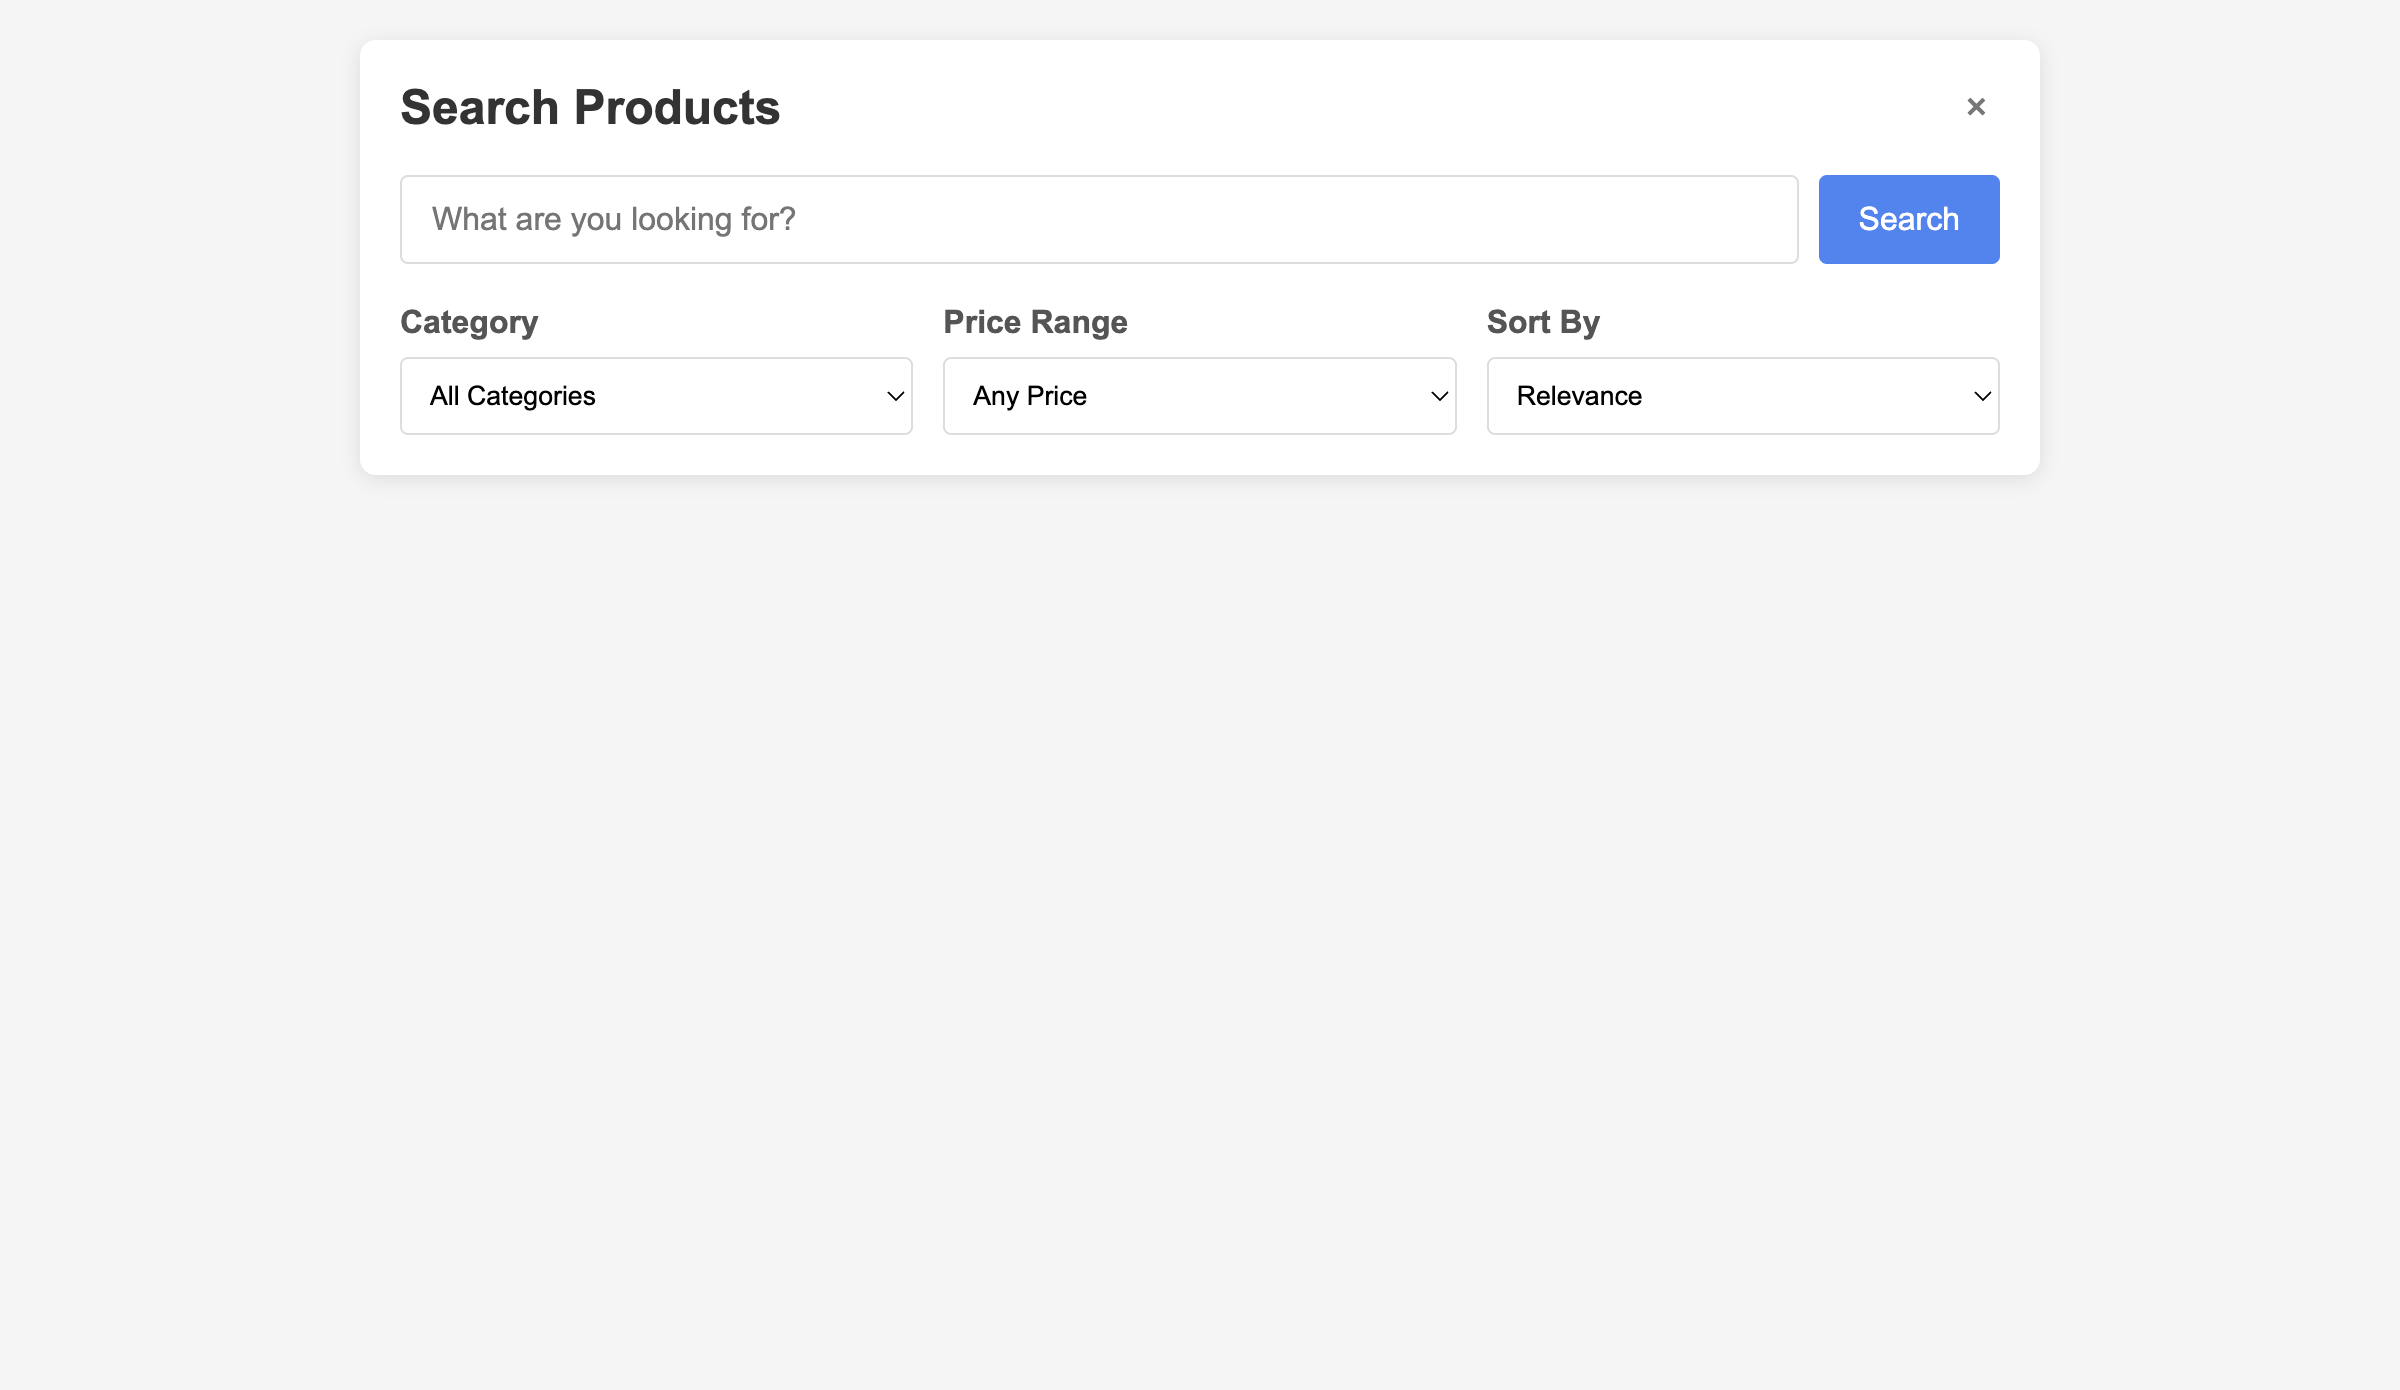 Search Products
×
What are you looking for?
Search
Category
Price Range
Sort By
All Categories
Any Price
Relevance